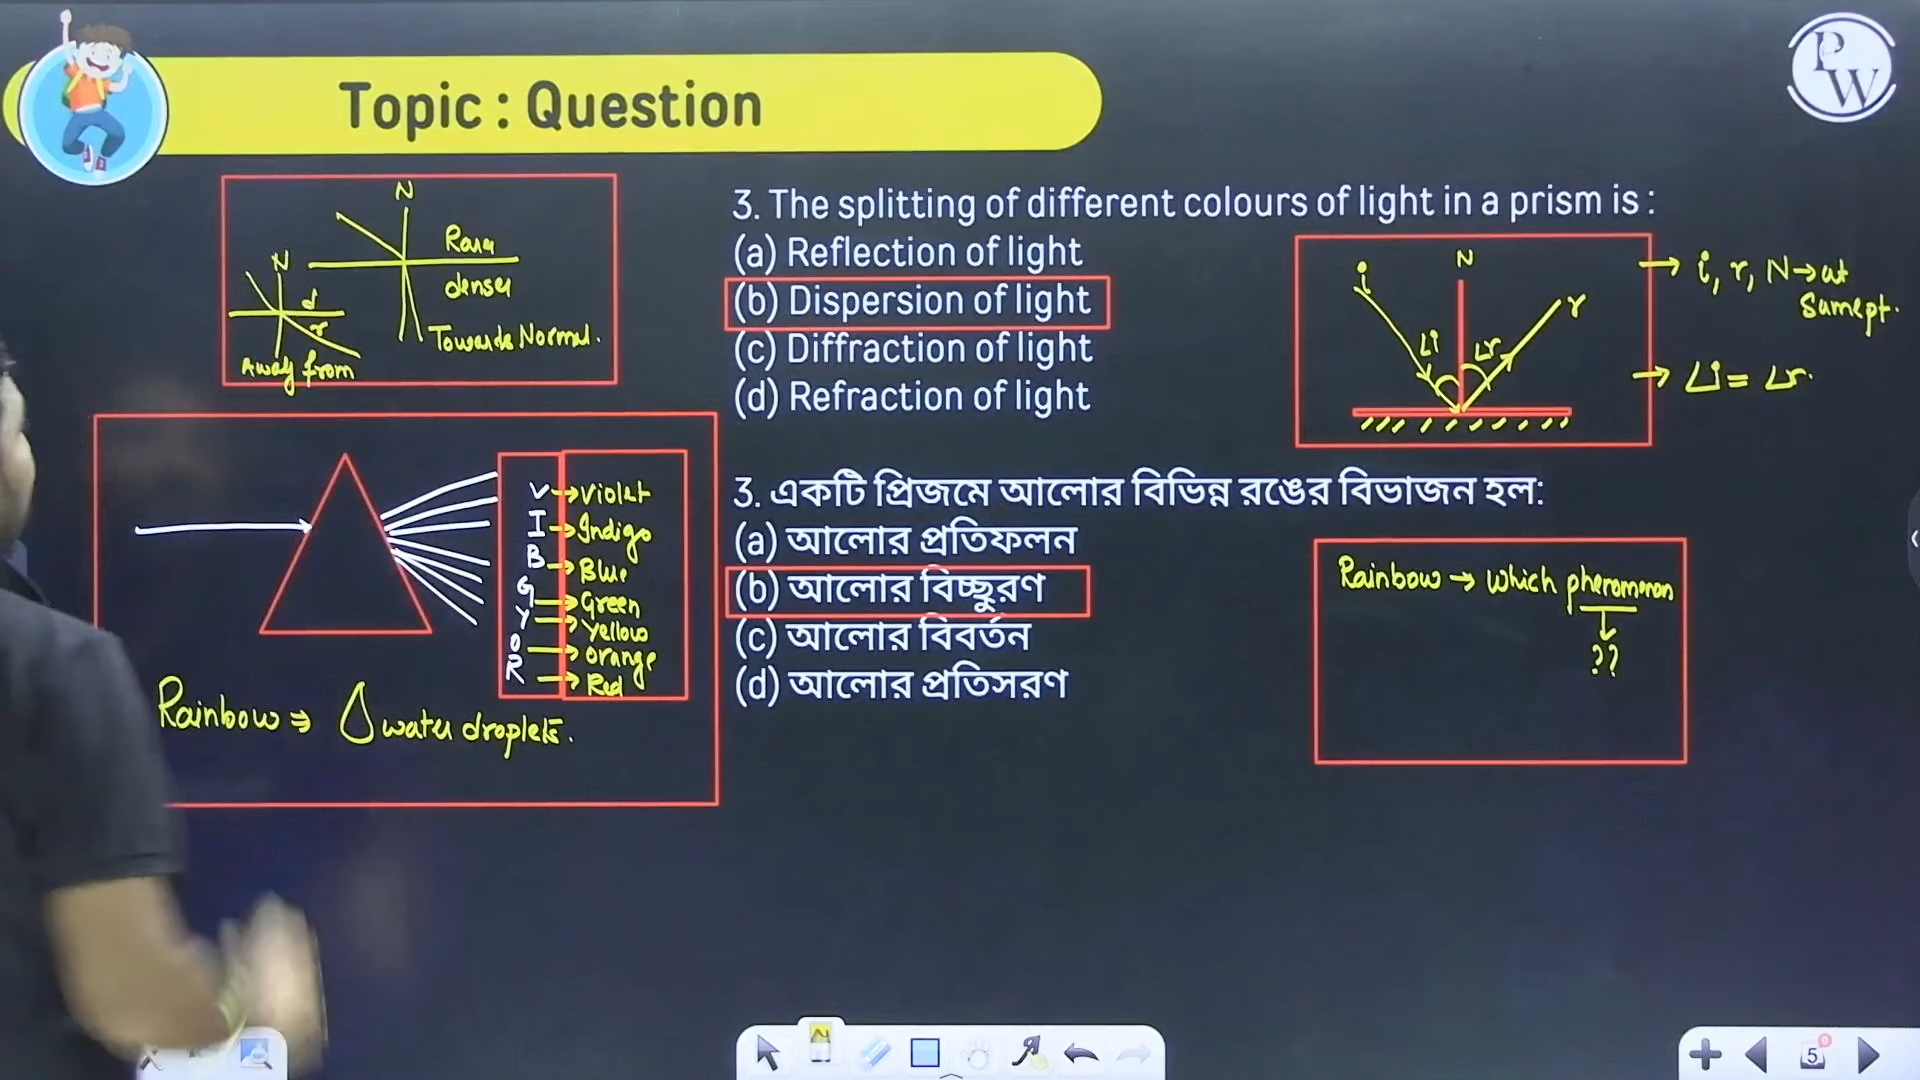 Topic : Question
PW
N
Rarer
denser
Towards Normal.
N
d
r
Away from
3. The splitting of different colours of light in a prism is :
(a) Reflection of light
(b) Dispersion of light
(c) Diffraction of light
(d) Refraction of light
i
N
r
∠i
∠r
→ i, r, N → at
Same pt.
→ ∠i = ∠r.
V → Violet
I → Indigo
B → Blue
G → Green
Y → Yellow
O → Orange
R → Red
Rainbow ⇒ water droplets.
3. একটি প্রিজমে আলোর বিভিন্ন রঙের বিভাজন হল:
(a) আলোর প্রতিফলন
(b) আলোর বিচ্ছুরণ
(c) আলোর বিবর্তন
(d) আলোর প্রতিসরণ
Rainbow → which phenomenon
??
5